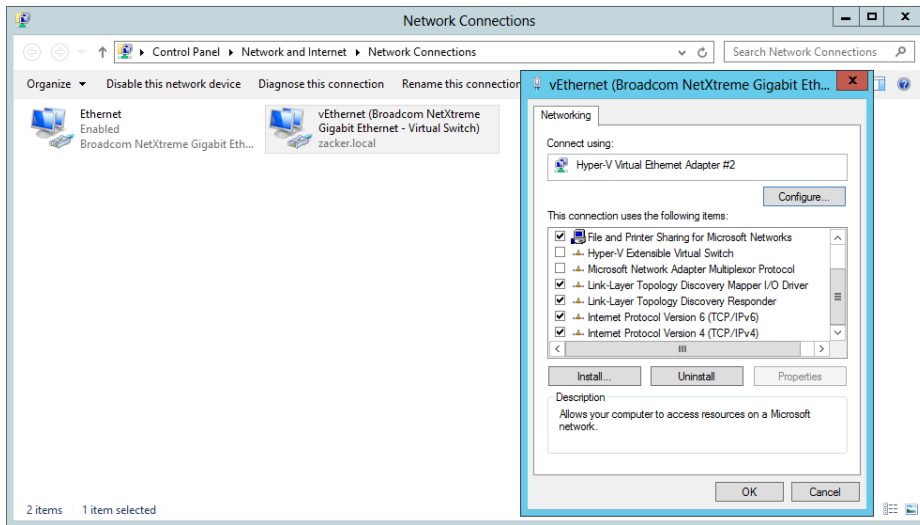 Network Connections
Control Panel
Network and Internet
Network Connections
Search Network Connections
Organize
Disable this network device
Diagnose this connection
Rename this connection
Ethernet
Enabled
Broadcom NetXtreme Gigabit Eth...
vEthernet (Broadcom NetXtreme
Gigabit Ethernet - Virtual Switch)
zacker.local
vEthernet (Broadcom NetXtreme Gigabit Eth...
Networking
Connect using:
Hyper-V Virtual Ethernet Adapter #2
Configure...
This connection uses the following items:
File and Printer Sharing for Microsoft Networks
Hyper-V Extensible Virtual Switch
Microsoft Network Adapter Multiplexor Protocol
Link-Layer Topology Discovery Mapper I/O Driver
Link-Layer Topology Discovery Responder
Internet Protocol Version 6 (TCP/IPv6)
Internet Protocol Version 4 (TCP/IPv4)
Install...
Uninstall
Properties
Description
Allows your computer to access resources on a Microsoft
network.
OK
Cancel
2 items
1 item selected